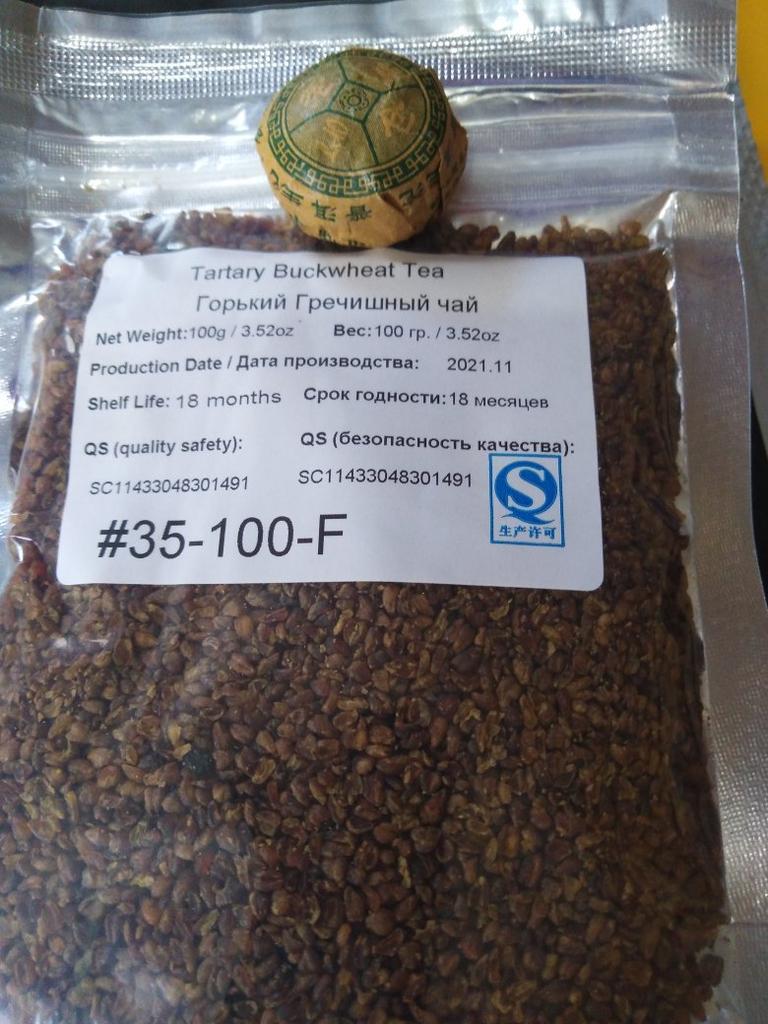 普洱
Tartary Buckwheat Tea
Горький Гречишный чай
Net Weight:100g / 3.52oz Вес:100 гр. / 3.52oz
Production Date / Дата производства: 2021.11
Shelf Life: 18 months Срок годности:18 месяцев
QS (quality safety): QS (безопасность качества):
SC11433048301491 SC11433048301491
生产许可
#35-100-F